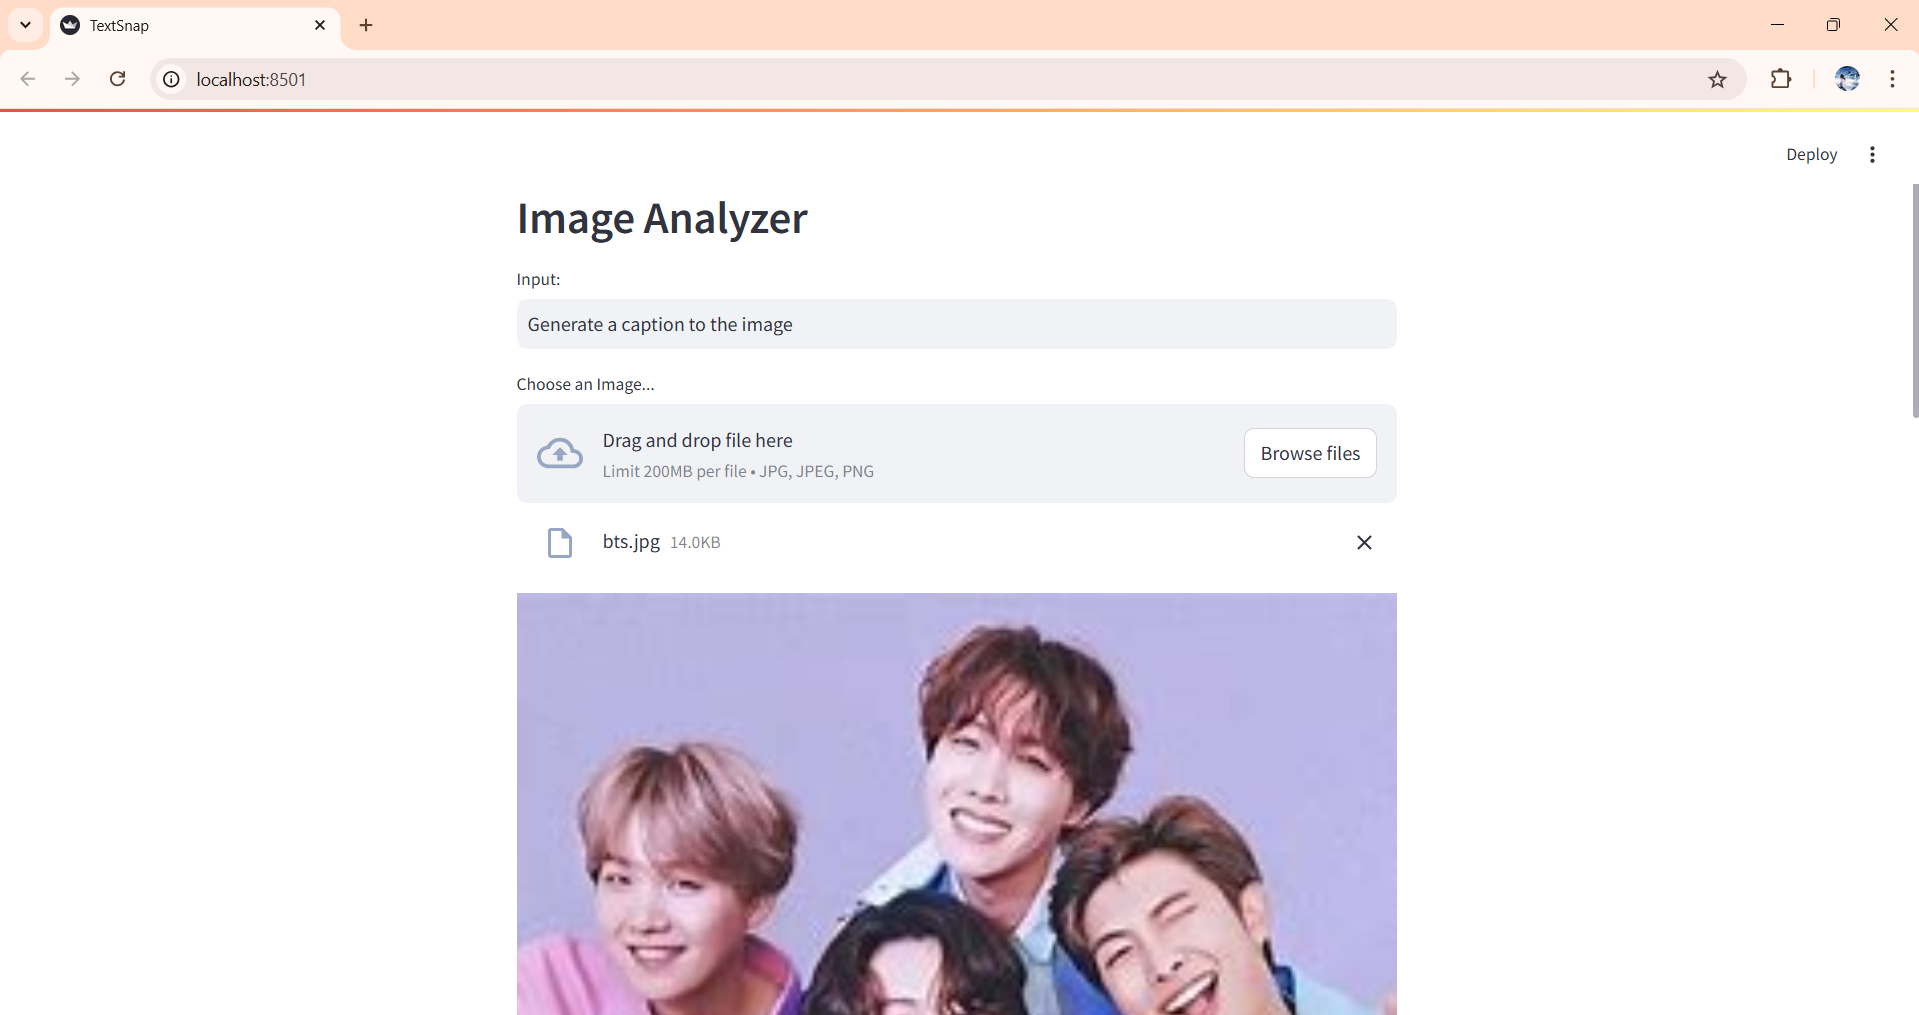 TextSnap
localhost:8501
Deploy
Image Analyzer
Input:
Generate a caption to the image
Choose an Image...
Drag and drop file here
Limit 200MB per file • JPG, JPEG, PNG
Browse files
bts.jpg 14.0KB